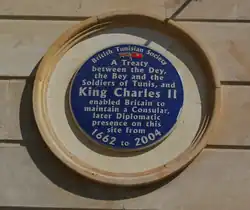 British Tunisian Society
A Treaty
between the Dey,
the Bey and the
Soldiers of Tunis, and
King Charles II
enabled Britain to
maintain a Consular,
later Diplomatic
presence on this
site from
1662 to 2004